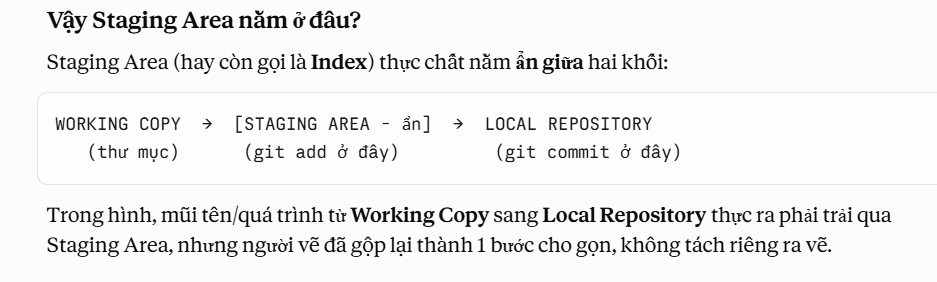 Vậy Staging Area nằm ở đâu?
Staging Area (hay còn gọi là Index) thực chất nằm ẩn giữa hai khối:
WORKING COPY → [STAGING AREA - ẩn] → LOCAL REPOSITORY
(thư mục) (git add ở đây) (git commit ở đây)
Trong hình, mũi tên/quá trình từ Working Copy sang Local Repository thực ra phải trải qua
Staging Area, nhưng người vẽ đã gộp lại thành 1 bước cho gọn, không tách riêng ra vẽ.